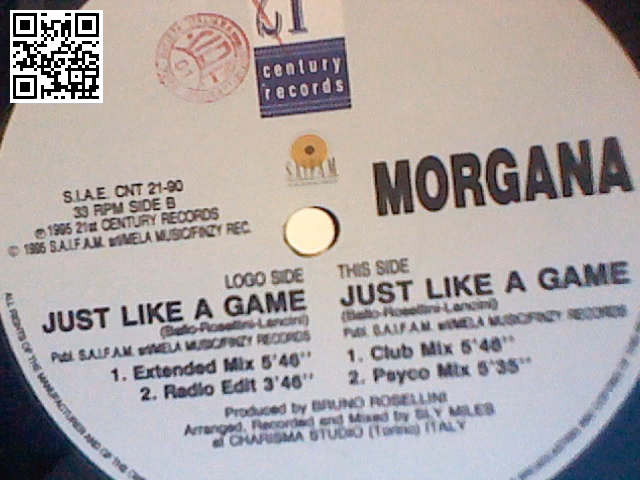 21
century
records
S.A.I.F.A.M.
MORGANA
S.I.A.E. CNT 21-90
33 RPM SIDE B
℗ 1995 21st CENTURY RECORDS
© 1995 S.A.I.F.A.M. srl/MELA MUSIC/FINZY REC.
LOGO SIDE
JUST LIKE A GAME
(Bello-Rosellini-Lancini)
Publ. S.A.I.F.A.M. srl/MELA MUSIC/FINZY RECORDS
1. Extended Mix 5'46''
2. Radio Edit 3'46''
THIS SIDE
JUST LIKE A GAME
(Bello-Rosellini-Lancini)
Publ. S.A.I.F.A.M. srl/MELA MUSIC/FINZY RECORDS
1. Club Mix 5'46''
2. Psyco Mix 5'35''
Produced by BRUNO ROSELLINI
Arranged, Recorded and Mixed by SLY MILES
at CHARISMA STUDIO (Torino) ITALY
ALL RIGHTS OF THE MANUFACTURER AND OF THE